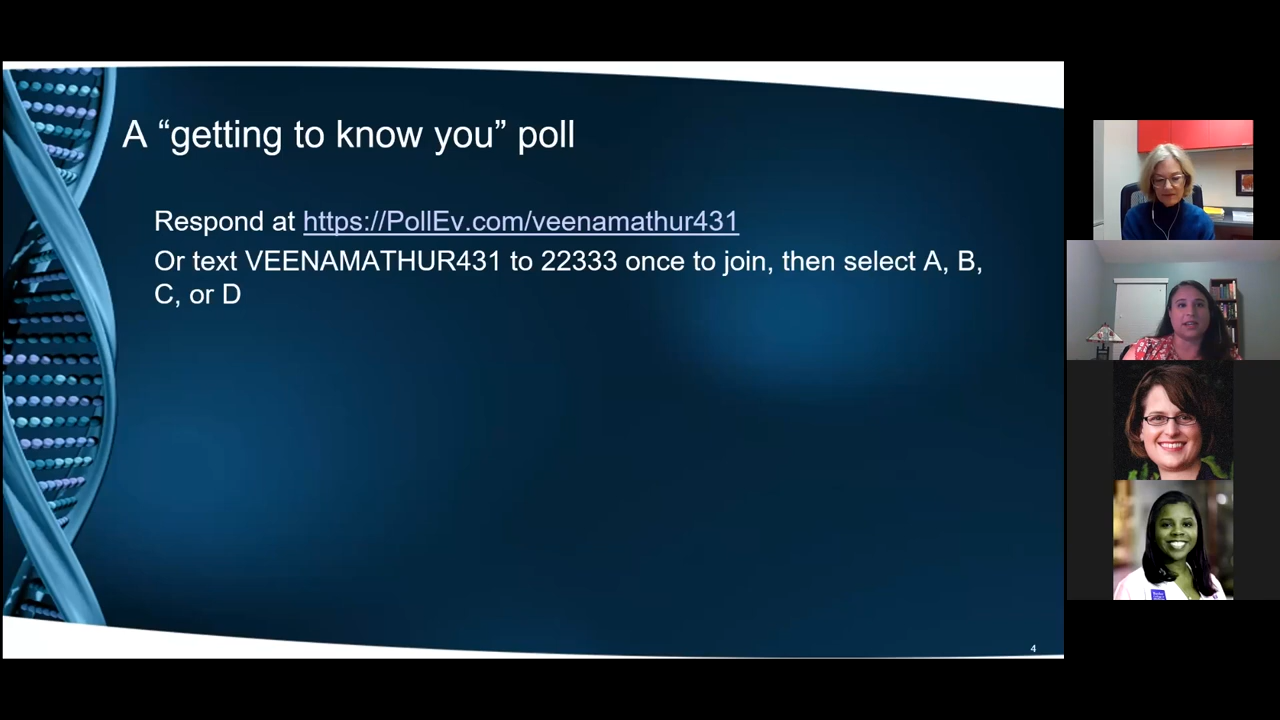 A “getting to know you” poll
Respond at https://PollEv.com/veenamathur431
Or text VEENAMATHUR431 to 22333 once to join, then select A, B,
C, or D
4